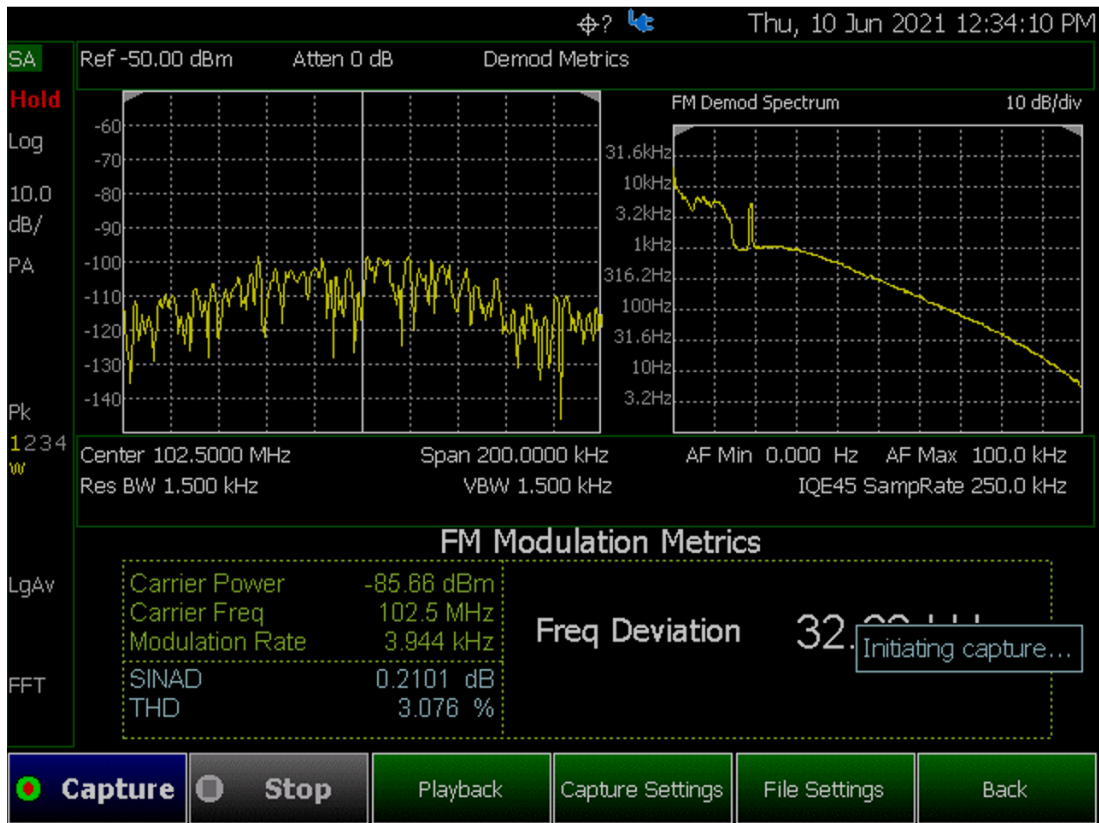 ? Thu, 10 Jun 2021 12:34:10 PM
SA
Ref -50.00 dBm Atten 0 dB Demod Metrics
Hold
Log
10.0
dB/
PA
Pk
1234
W
LgAv
FFT
-60
-70
-80
-90
-100
-110
-120
-130
-140
FM Demod Spectrum 10 dB/div
31.6kHz
10kHz
3.2kHz
1kHz
316.2Hz
100Hz
31.6Hz
10Hz
3.2Hz
Center 102.5000 MHz Span 200.0000 kHz AF Min 0.000 Hz AF Max 100.0 kHz
Res BW 1.500 kHz VBW 1.500 kHz IQE45 SampRate 250.0 kHz
FM Modulation Metrics
Carrier Power -85.66 dBm
Carrier Freq 102.5 MHz
Modulation Rate 3.944 kHz
SINAD 0.2101 dB
THD 3.076 %
Freq Deviation 32.
Initiating capture...
Capture Stop Playback Capture Settings File Settings Back